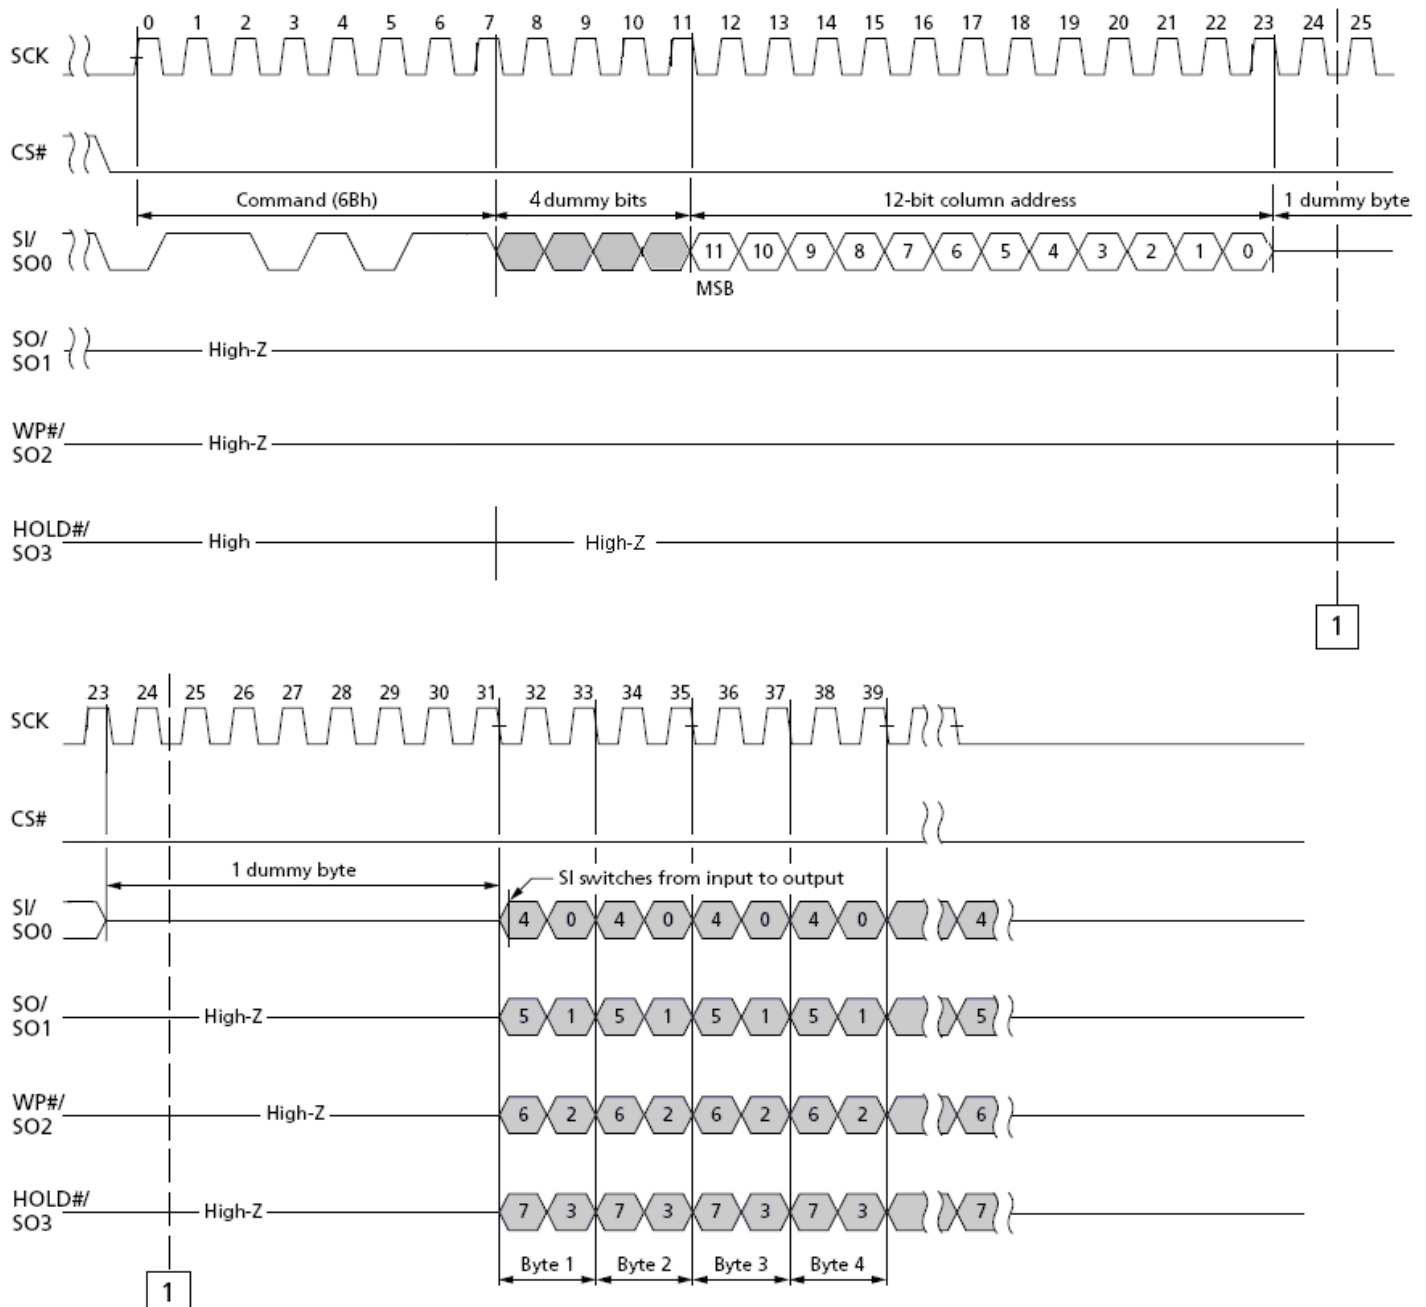 0 1 2 3 4 5 6 7 8 9 10 11 12 13 14 15 16 17 18 19 20 21 22 23 24 25
SCK
CS#
Command (6Bh) 4 dummy bits 12-bit column address 1 dummy byte
SI/
SO0
11 10 9 8 7 6 5 4 3 2 1 0
MSB
SO/
SO1
High-Z
WP#/
SO2
High-Z
HOLD#/
SO3
High High-Z
1
23 24 25 26 27 28 29 30 31 32 33 34 35 36 37 38 39
SCK
CS#
1 dummy byte
SI switches from input to output
SI/
SO0
4 0 4 0 4 0 4 0 4
SO/
SO1
High-Z 5 1 5 1 5 1 5 1 5
WP#/
SO2
High-Z 6 2 6 2 6 2 6 2 6
HOLD#/
SO3
High-Z 7 3 7 3 7 3 7 3 7
Byte 1 Byte 2 Byte 3 Byte 4
1